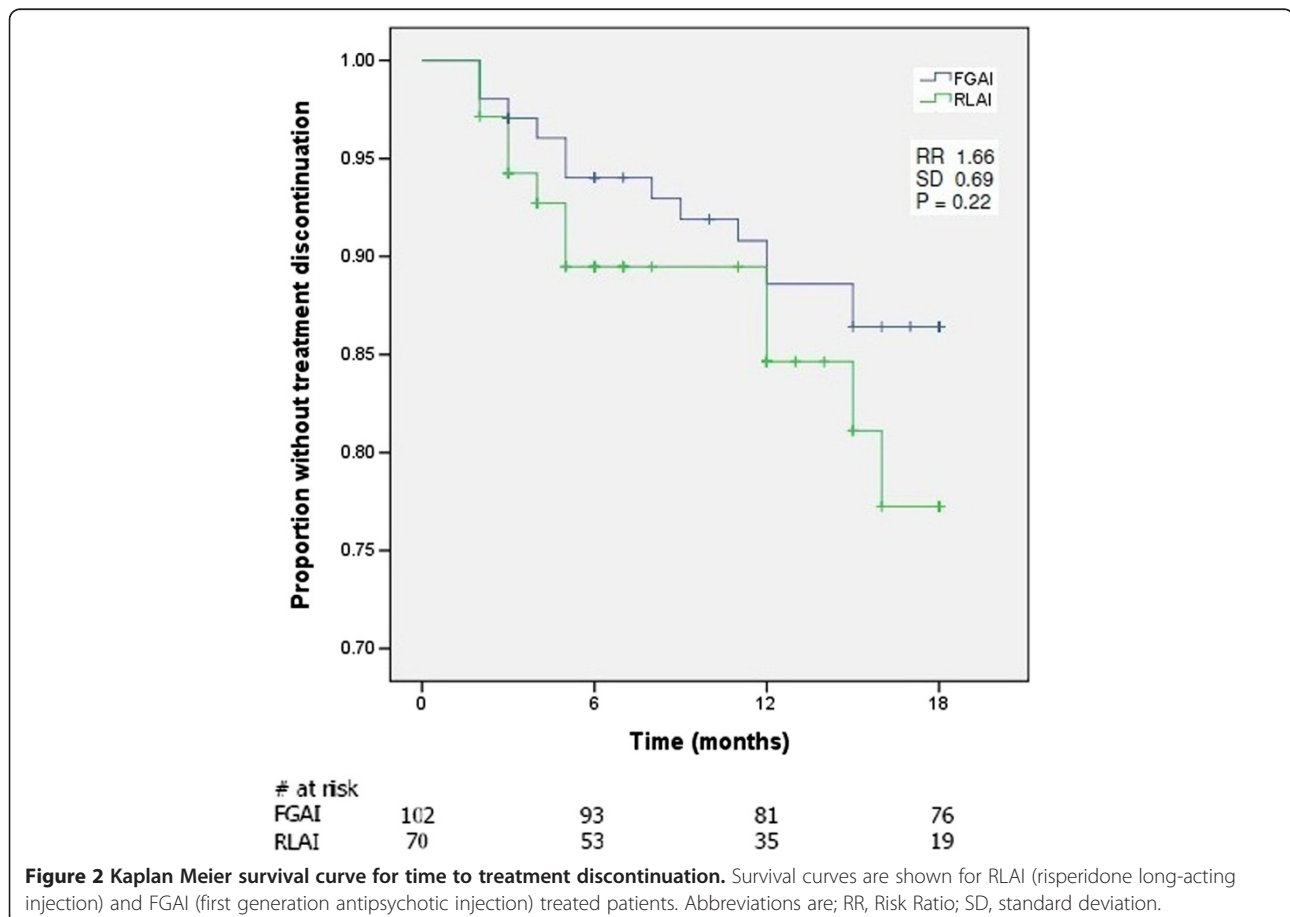 1.00
0.95
0.90
0.85
0.80
0.75
0.70
Proportion without treatment discontinuation
FGAI
RLAI
RR 1.66
SD 0.69
P = 0.22
0 6 12 18
Time (months)
# at risk
FGAI 102 93 81 76
RLAI 70 53 35 19
Figure 2 Kaplan Meier survival curve for time to treatment discontinuation. Survival curves are shown for RLAI (risperidone long-acting
injection) and FGAI (first generation antipsychotic injection) treated patients. Abbreviations are; RR, Risk Ratio; SD, standard deviation.